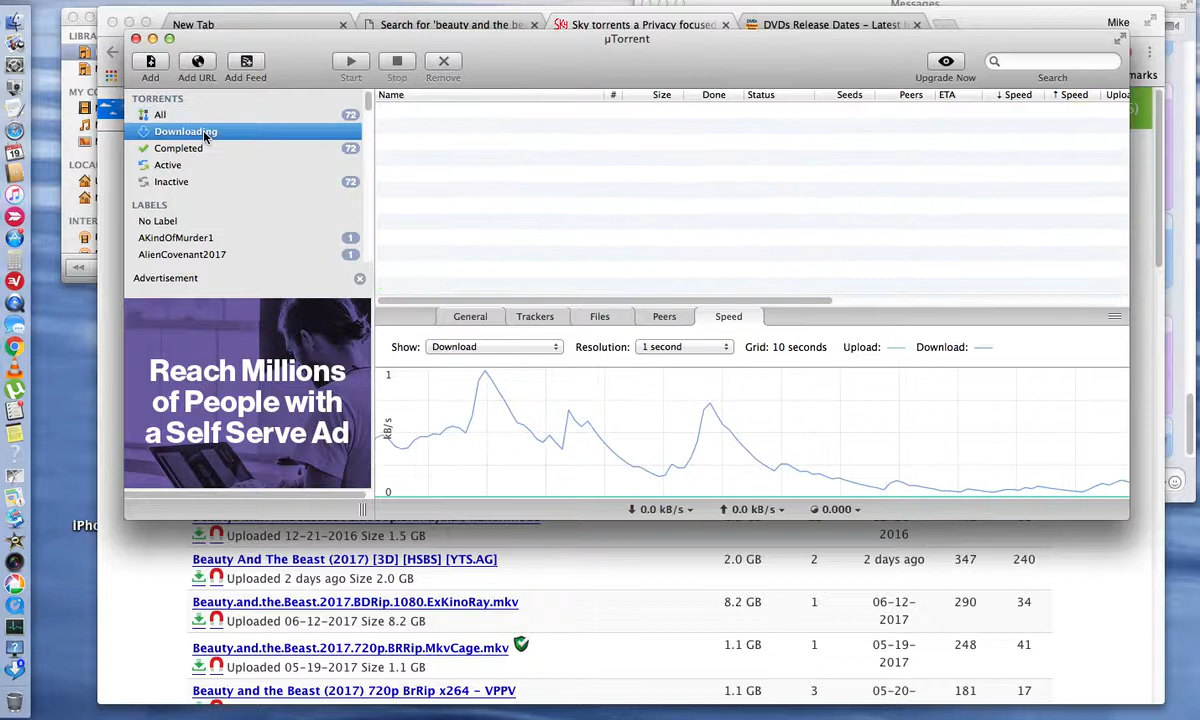 Messages
New Tab
Search for 'beauty and the be
Sky torrents a Privacy focused
DVDs Release Dates - Latest
Mike
µTorrent
Add
Add URL
Add Feed
Start
Stop
Remove
Upgrade Now
Search
marks
LIBRA
MY CO
LOCA
INTER
TORRENTS
All 72
Downloading
Completed 72
Active
Inactive 72
LABELS
No Label
AKindOfMurder1 1
AlienCovenant2017 1
Advertisement
Reach Millions
of People with
a Self Serve Ad
Name # Size Done Status Seeds Peers ETA ↓ Speed ↑ Speed Uploa
General Trackers Files Peers Speed
Show: Download Resolution: 1 second Grid: 10 seconds Upload: Download:
1
kB/s
0
↓ 0.0 kB/s ↑ 0.0 kB/s 0.000
IPho
Uploaded 12-21-2016 Size 1.5 GB
2016
Beauty And The Beast (2017) [3D] [HSBS] [YTS.AG] 2.0 GB 2 2 days ago 347 240
Uploaded 2 days ago Size 2.0 GB
Beauty.and.the.Beast.2017.BDRip.1080.ExKinoRay.mkv 8.2 GB 1 06-12-2017 290 34
Uploaded 06-12-2017 Size 8.2 GB
Beauty.and.the.Beast.2017.720p.BRRip.MkvCage.mkv 1.1 GB 1 05-19-2017 248 41
Uploaded 05-19-2017 Size 1.1 GB
Beauty and the Beast (2017) 720p BrRip x264 - VPPV 1.1 GB 3 05-20- 181 17